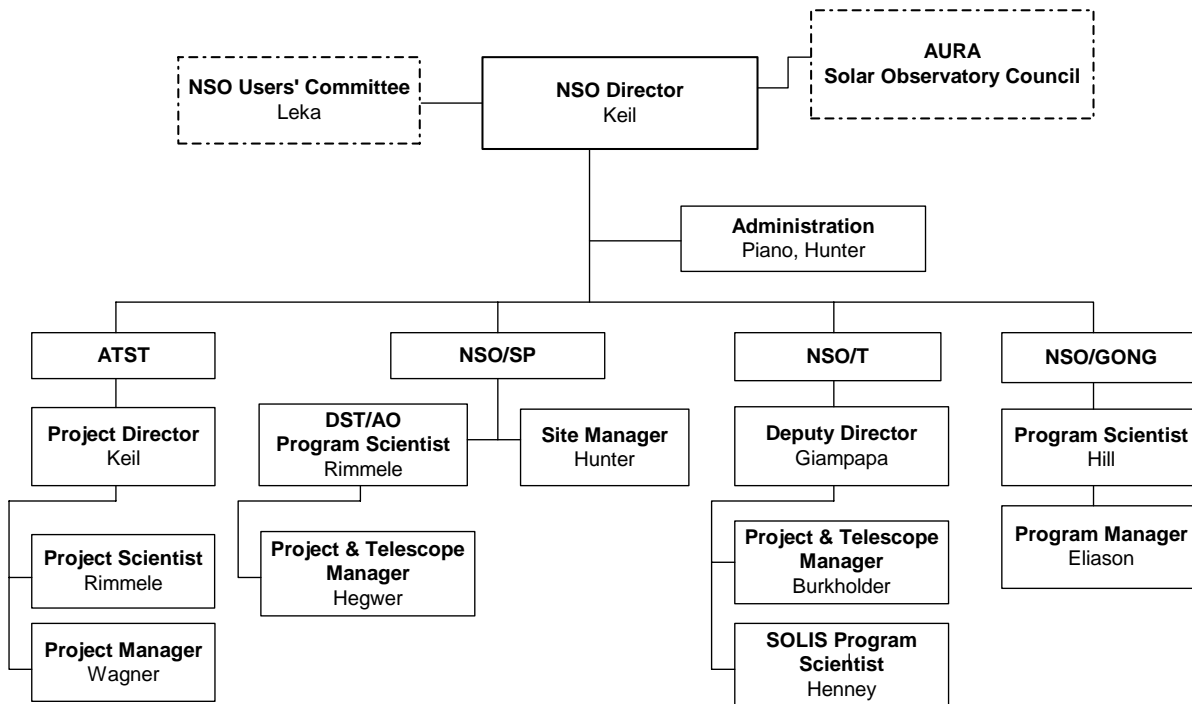 NSO Users' Committee
Leka
NSO Director
Keil
AURA
Solar Observatory Council
Administration
Piano, Hunter
ATST
Project Director
Keil
Project Scientist
Rimmele
Project Manager
Wagner
NSO/SP
DST/AO
Program Scientist
Rimmele
Site Manager
Hunter
Project & Telescope
Manager
Hegwer
NSO/T
Deputy Director
Giampapa
Project & Telescope
Manager
Burkholder
SOLIS Program
Scientist
Henney
NSO/GONG
Program Scientist
Hill
Program Manager
Eliason